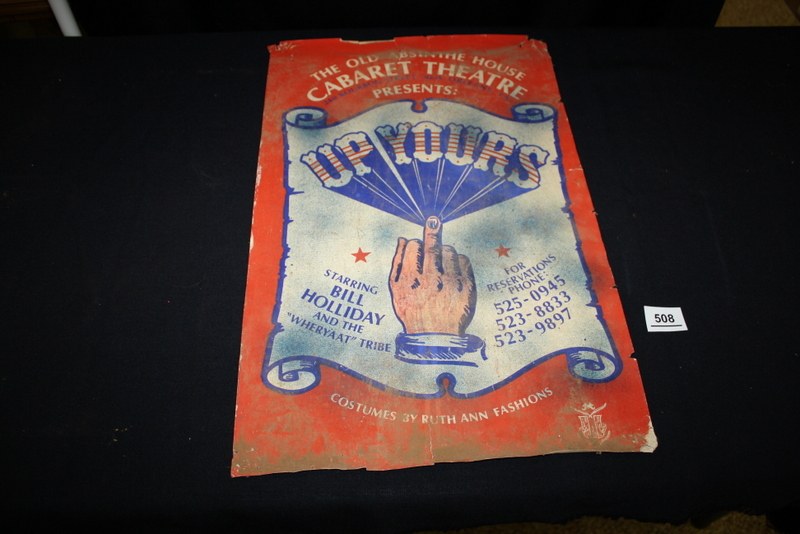 THE OLD ABSINTHE HOUSE
CABARET THEATRE
PRESENTS:
UP YOURS
STARRING
BILL
HOLLIDAY
AND THE
"WHERYAAT" TRIBE
FOR
RESERVATIONS
PHONE:
525-0945
523-8833
523-9897
COSTUMES BY RUTH ANN FASHIONS
508